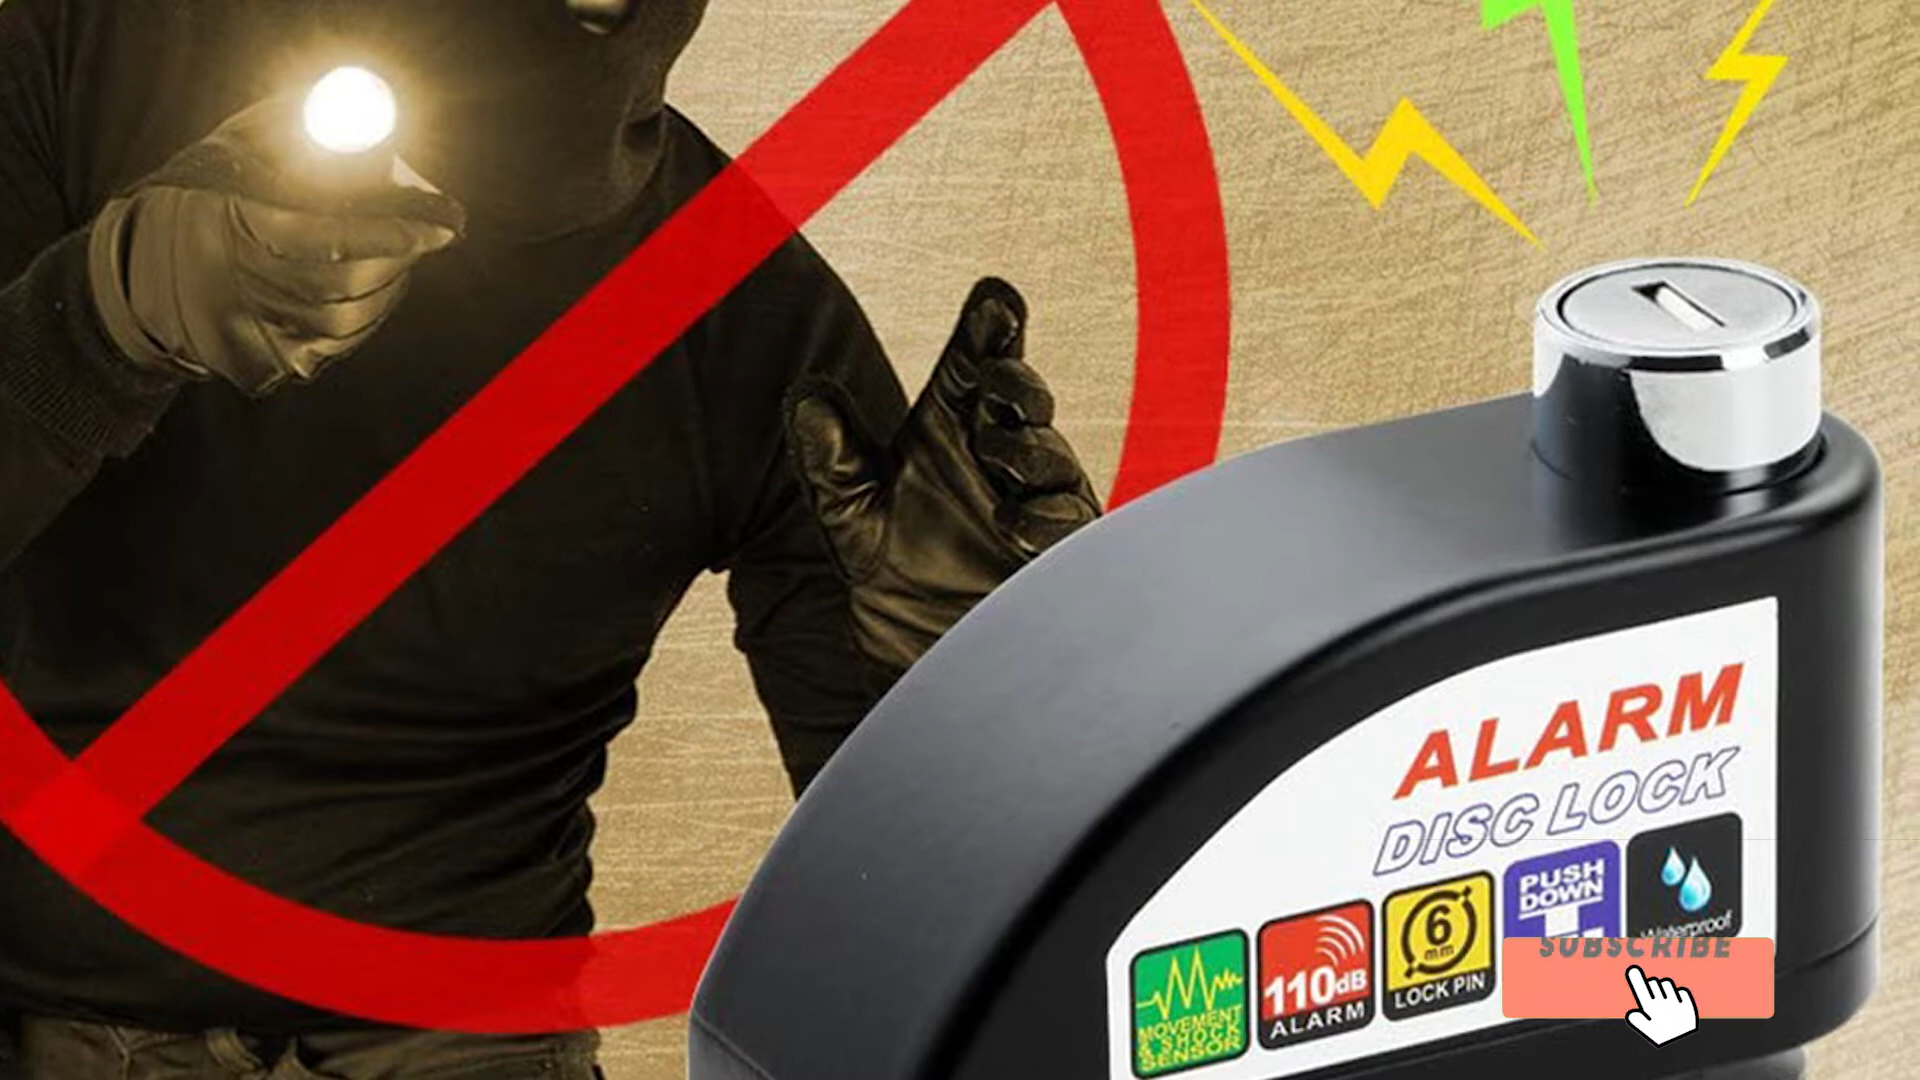 ALARM
DISC LOCK
MOVEMENT
& SHOCK
SENSOR
110dB
ALARM
6
mm
LOCK PIN
PUSH
DOWN
Waterproof
SUBSCRIBE